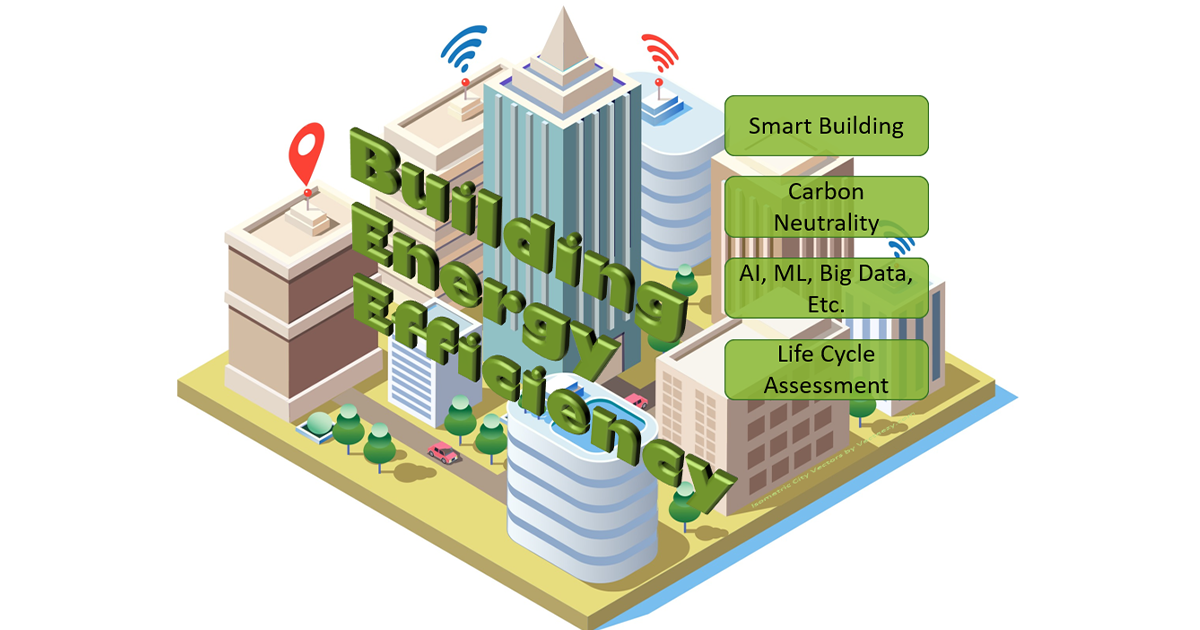 Building
Energy
Efficiency
Smart Building
Carbon
Neutrality
AI, ML, Big Data,
Etc.
Life Cycle
Assessment
Isometric City Vectors by Vecteezy